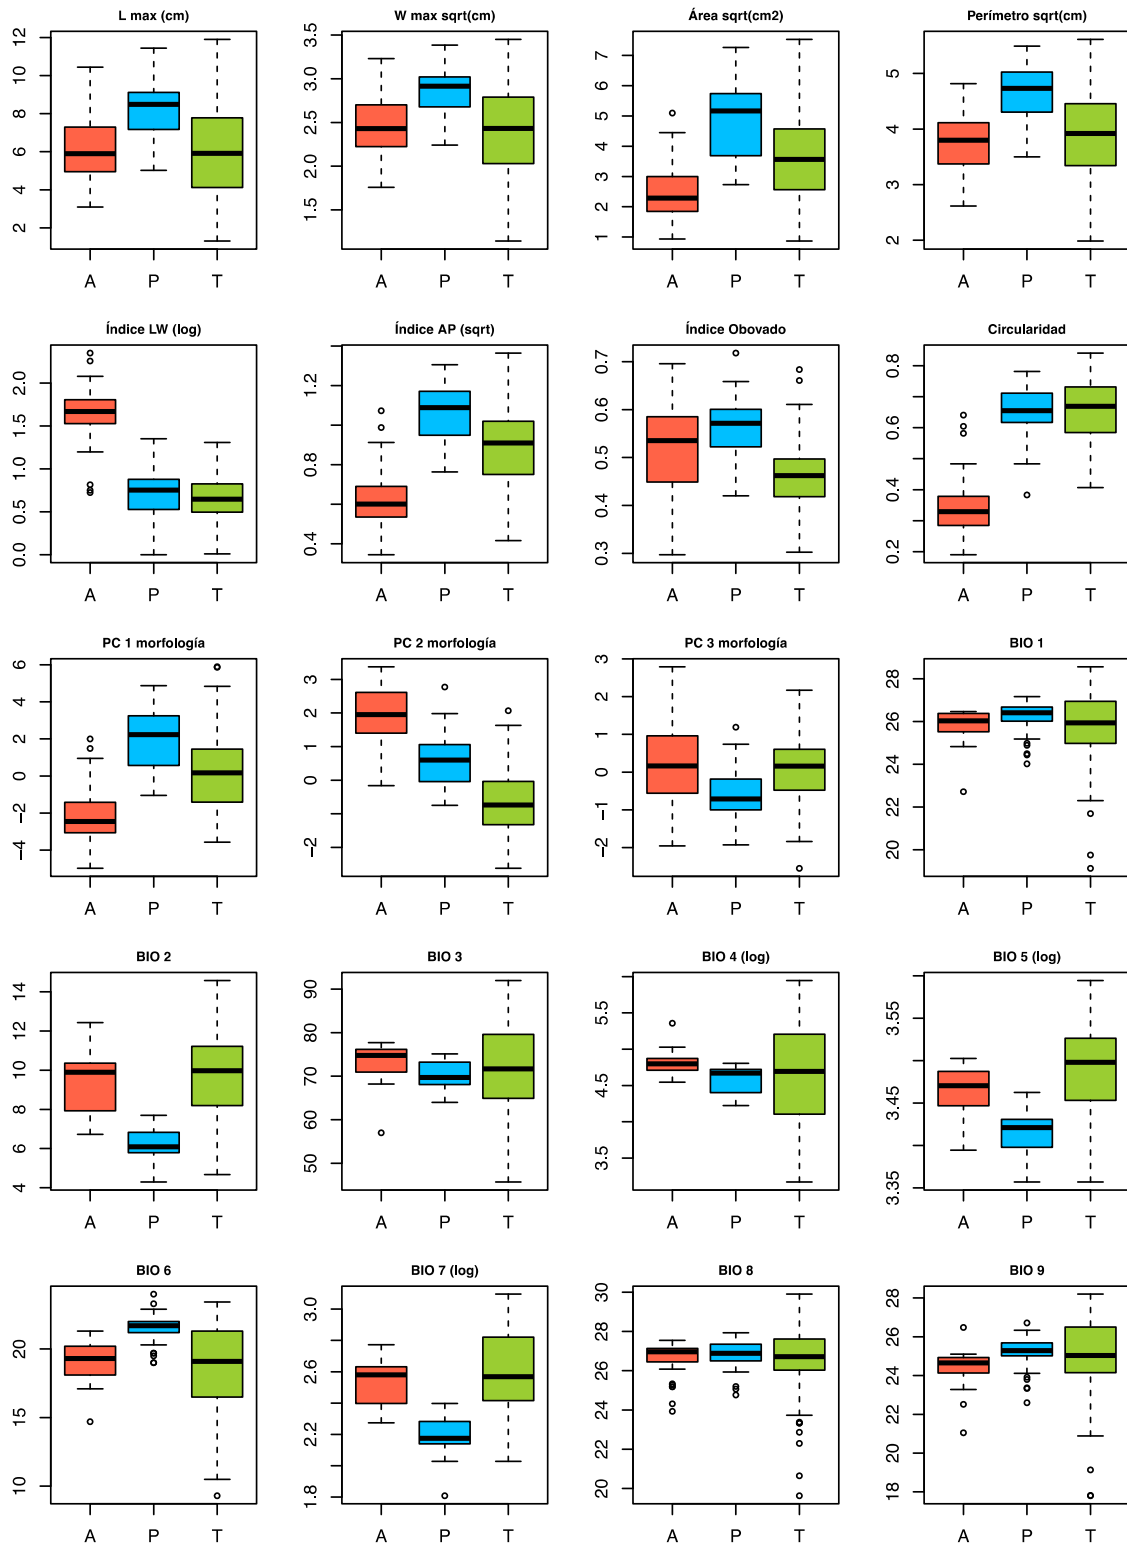 L max (cm)
W max sqrt(cm)
Área sqrt(cm2)
Perímetro sqrt(cm)
2 4 6 8 10 12
1.5 2.0 2.5 3.0 3.5
1 2 3 4 5 6 7
2 3 4 5
A P T
A P T
A P T
A P T
Índice LW (log)
Índice AP (sqrt)
Índice Obovado
Circularidad
0.0 0.5 1.0 1.5 2.0
0.4 0.8 1.2
0.3 0.4 0.5 0.6 0.7
0.2 0.4 0.6 0.8
A P T
A P T
A P T
A P T
PC 1 morfología
PC 2 morfología
PC 3 morfología
BIO 1
−4 −2 0 2 4 6
−2 0 1 2 3
−2 −1 0 1 2 3
20 22 24 26 28
A P T
A P T
A P T
A P T
BIO 2
BIO 3
BIO 4 (log)
BIO 5 (log)
4 6 8 10 12 14
50 60 70 80 90
3.5 4.5 5.5
3.35 3.45 3.55
A P T
A P T
A P T
A P T
BIO 6
BIO 7 (log)
BIO 8
BIO 9
10 15 20
1.8 2.2 2.6 3.0
20 22 24 26 28 30
18 20 22 24 26 28
A P T
A P T
A P T
A P T